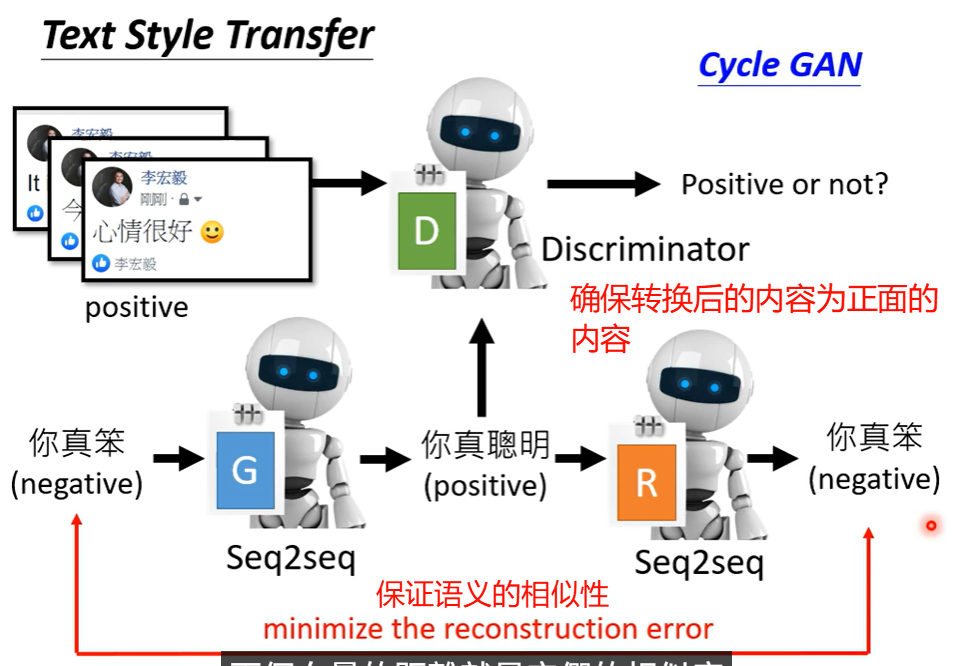 Text Style Transfer
Cycle GAN
李宏毅
李宏毅
It
今
李宏毅
剛剛
心情很好
李宏毅
positive
D
Positive or not?
Discriminator
确保转换后的内容为正面的
内容
你真笨
(negative)
G
你真聰明
(positive)
R
你真笨
(negative)
Seq2seq
Seq2seq
保证语义的相似性
minimize the reconstruction error